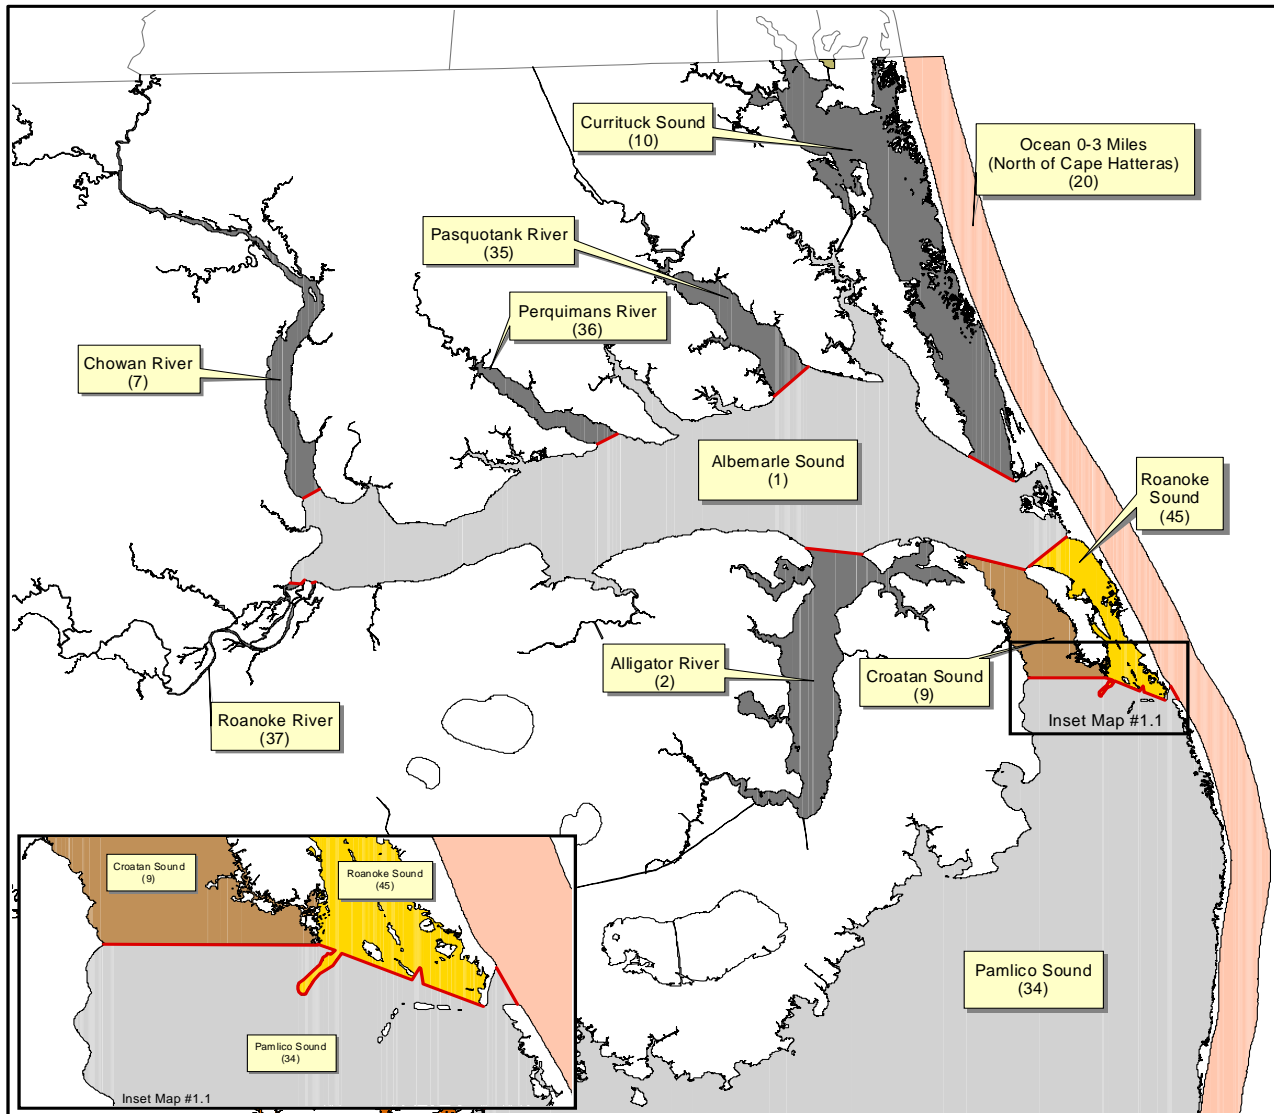 Currituck Sound
(10)
Ocean 0-3 Miles
(North of Cape Hatteras)
(20)
Pasquotank River
(35)
Perquimans River
(36)
Chowan River
(7)
Albemarle Sound
(1)
Roanoke
Sound
(45)
Alligator River
(2)
Croatan Sound
(9)
Roanoke River
(37)
Inset Map #1.1
Pamlico Sound
(34)
Croatan Sound
(9)
Roanoke Sound
(45)
Pamlico Sound
(34)
Inset Map #1.1